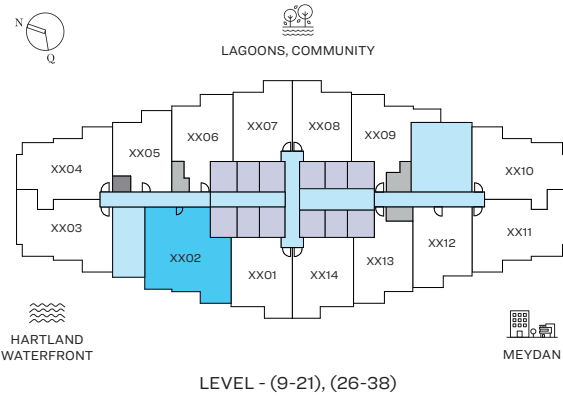 N
Q
LAGOONS, COMMUNITY
XX07
XX08
XX06
XX09
XX05
XX04
XX10
XX03
XX11
XX12
XX02
XX13
XX01
XX14
HARTLAND
WATERFRONT
MEYDAN
LEVEL - (9-21), (26-38)